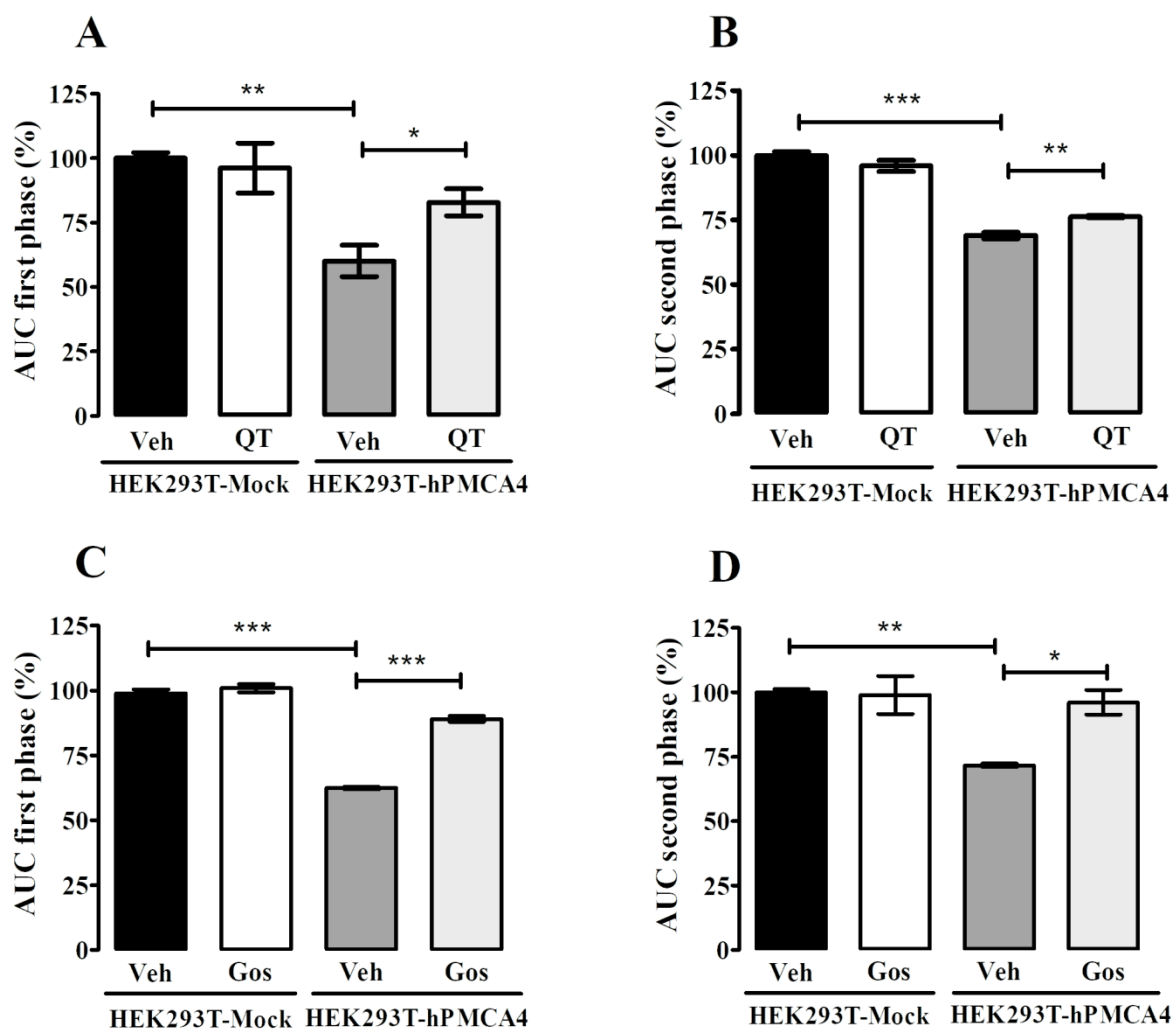 A
AUC first phase (%)
125
100
75
50
25
0
**
*
Veh QT Veh QT
HEK293T-Mock HEK293T-hPMCA4
B
AUC second phase (%)
125
100
75
50
25
0
***
**
Veh QT Veh QT
HEK293T-Mock HEK293T-hPMCA4
C
AUC first phase (%)
125
100
75
50
25
0
***
***
Veh Gos Veh Gos
HEK293T-Mock HEK293T-hPMCA4
D
AUC second phase (%)
125
100
75
50
25
0
**
*
Veh Gos Veh Gos
HEK293T-Mock HEK293T-hPMCA4